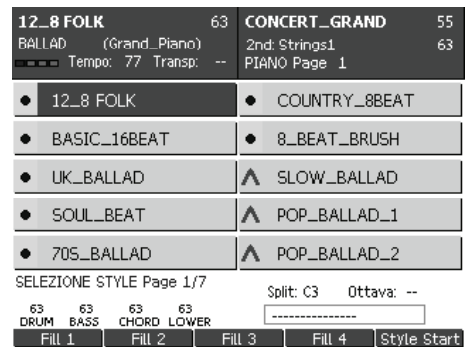 12_8 FOLK 63
BALLAD (Grand_Piano)
Tempo: 77 Transp: --
CONCERT_GRAND 55
2nd: Strings1 63
PIANO Page 1
12_8 FOLK
COUNTRY_8BEAT
BASIC_16BEAT
8_BEAT_BRUSH
UK_BALLAD
SLOW_BALLAD
SOUL_BEAT
POP_BALLAD_1
70S_BALLAD
POP_BALLAD_2
SELEZIONE STYLE Page 1/7
Split: C3 Ottava: --
63 63 63 63
DRUM BASS CHORD LOWER
---------------
Fill 1 Fill 2 Fill 3 Fill 4 Style Start